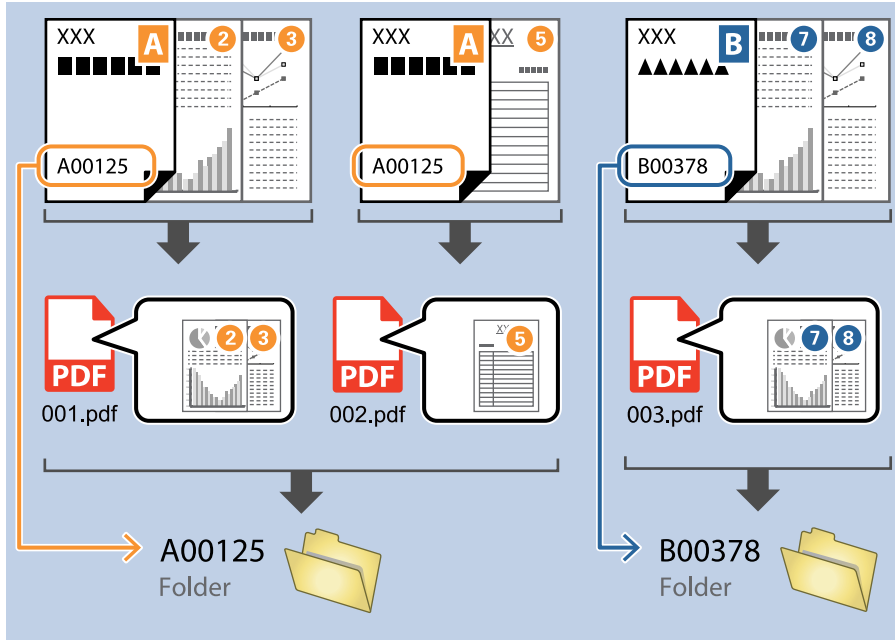 XXX
A
2
3
A00125
XXX
A
XX
5
A00125
XXX
B
7
8
B00378
PDF
2
3
001.pdf
PDF
5
002.pdf
PDF
7
8
003.pdf
A00125
Folder
B00378
Folder